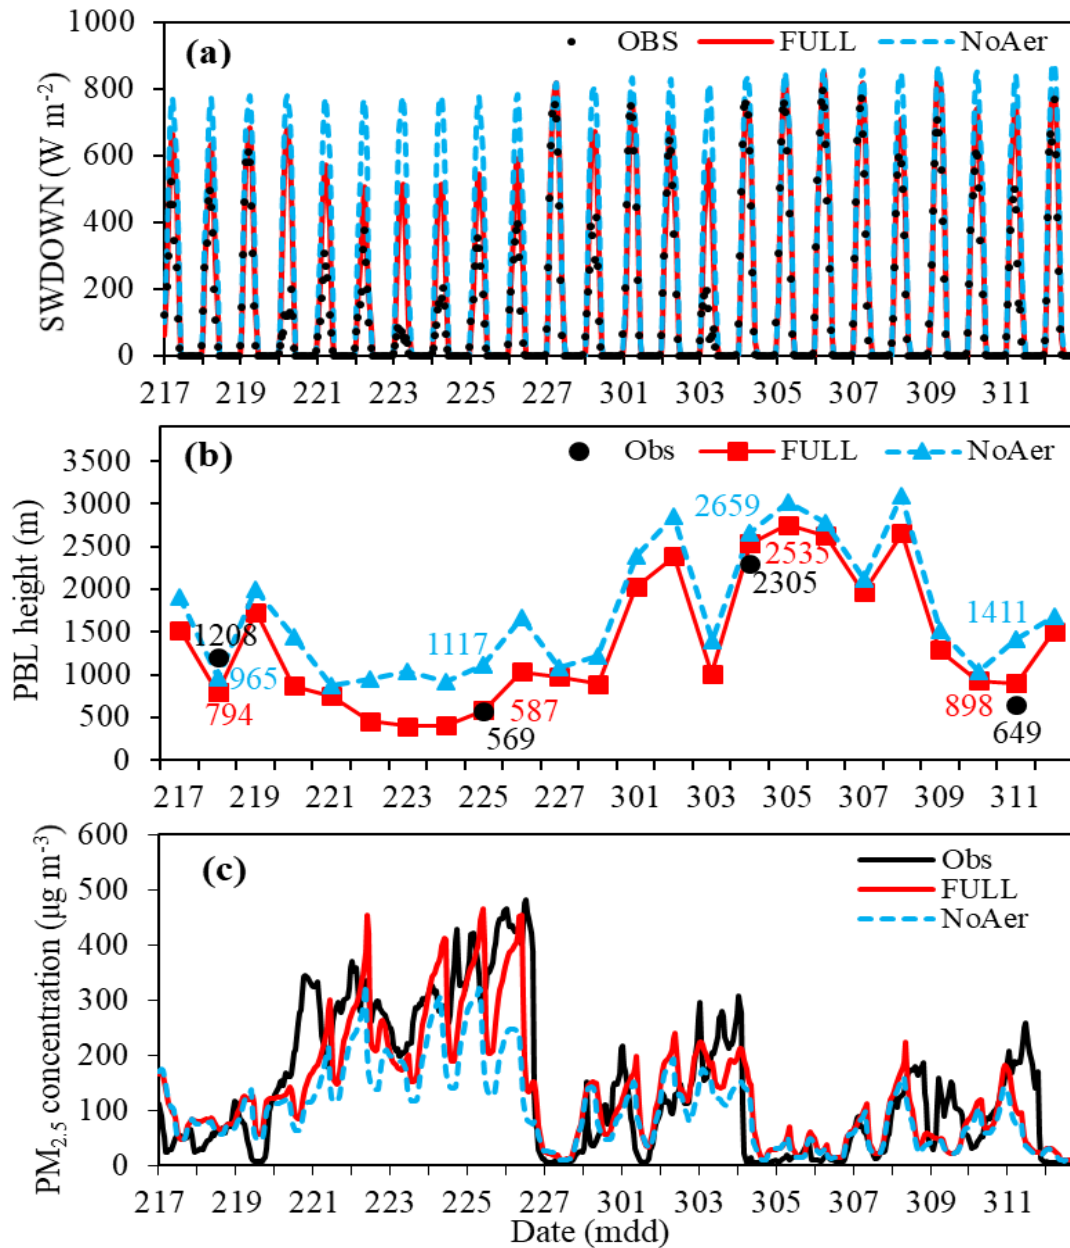 (a)
OBS FULL NoAer
SWDOWN (W m-2)
1000
800
600
400
200
0
217 219 221 223 225 227 301 303 305 307 309 311
(b)
Obs FULL NoAer
PBL height (m)
3500
3000
2500
2000
1500
1000
500
0
1208
965
794
1117
587
569
2659
2535
2305
1411
898
649
217 219 221 223 225 227 301 303 305 307 309 311
(c)
Obs
FULL
NoAer
PM2.5 concentration (µg m-3)
600
500
400
300
200
100
0
217 219 221 223 225 227 301 303 305 307 309 311
Date (mdd)